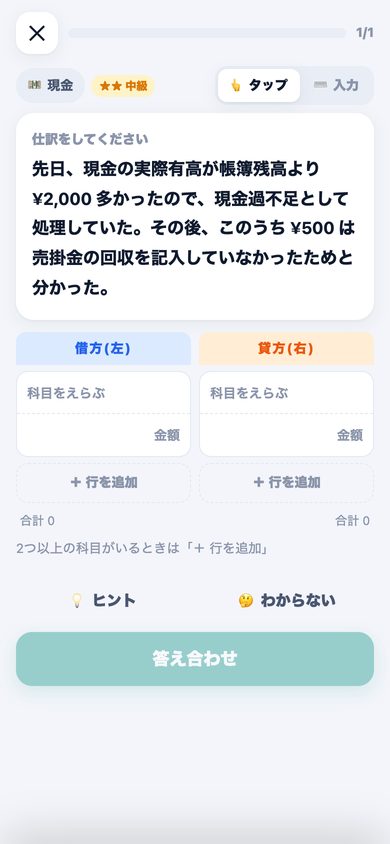 1/1
現金
★★ 中級
タップ
入力
仕訳をしてください
先日、現金の実際有高が帳簿残高より
¥2,000 多かったので、現金過不足として
処理していた。その後、このうち ¥500 は
売掛金の回収を記入していなかったためと
分かった。
借方(左)
貸方(右)
科目をえらぶ
科目をえらぶ
金額
金額
+ 行を追加
+ 行を追加
合計 0
合計 0
2つ以上の科目がいるときは「+ 行を追加」
ヒント
わからない
答え合わせ